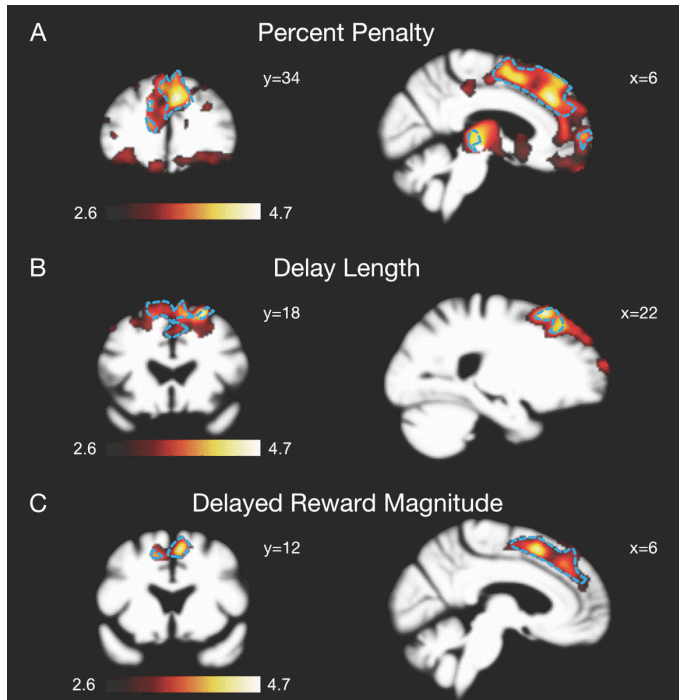 A Percent Penalty
y=34 x=6
2.6 4.7
B Delay Length
y=18 x=22
2.6 4.7
C Delayed Reward Magnitude
y=12 x=6
2.6 4.7